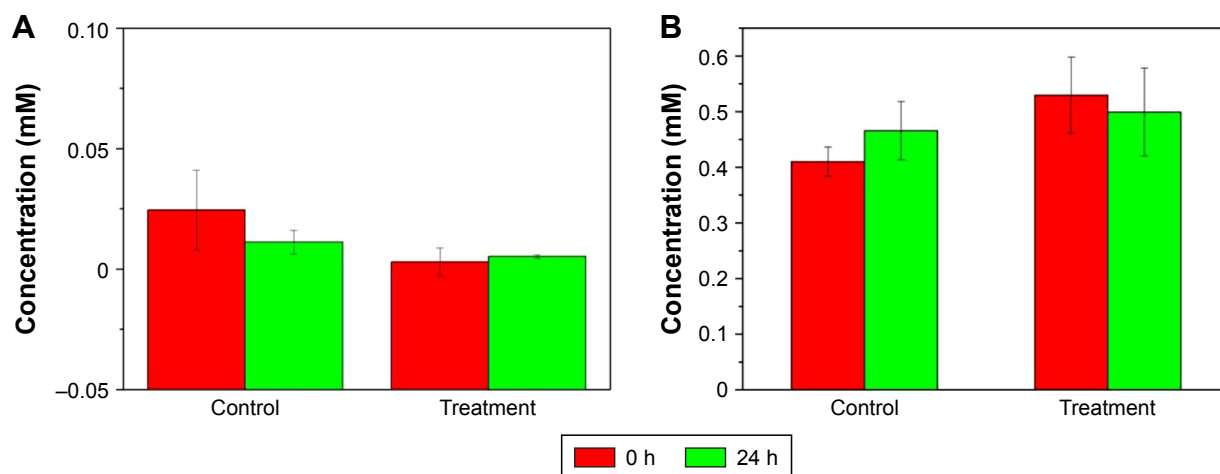 A
Concentration (mM)
0.10
0.05
0
–0.05
Control
Treatment
B
Concentration (mM)
0.6
0.5
0.4
0.3
0.2
0.1
0
Control
Treatment
0 h
24 h